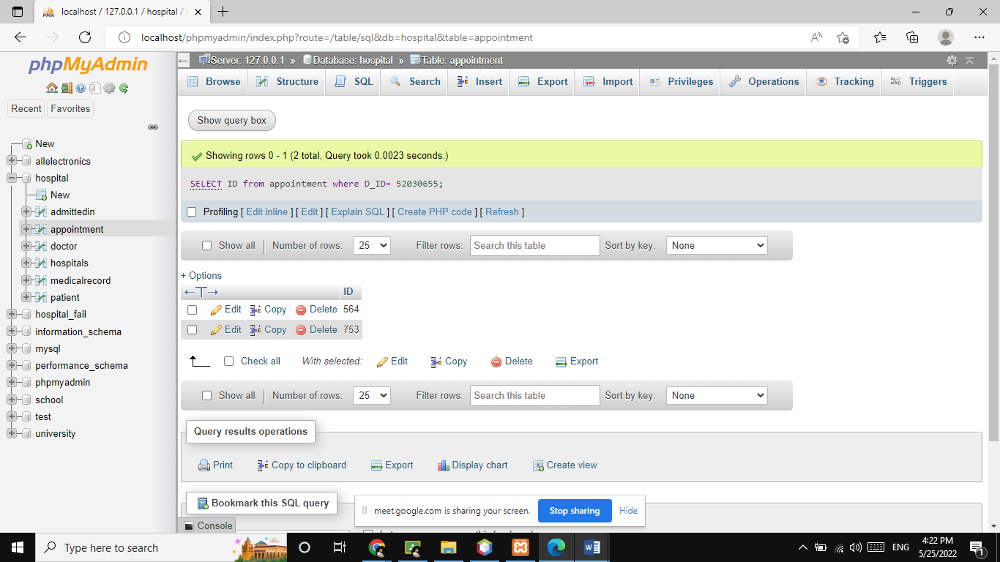 localhost / 127.0.0.1 / hospital /
localhost/phpmyadmin/index.php?route=/table/sql&db=hospital&table=appointment
phpMyAdmin
Recent Favorites
New
allelectronics
hospital
New
admittedin
appointment
doctor
hospitals
medicalrecord
patient
hospital_fail
information_schema
mysql
performance_schema
phpmyadmin
school
test
university
Server: 127.0.0.1 » Database: hospital » Table: appointment
Browse Structure SQL Search Insert Export Import Privileges Operations Tracking Triggers
Show query box
Showing rows 0 - 1 (2 total, Query took 0.0023 seconds.)
SELECT ID from appointment where D_ID= 52030655;
Profiling [ Edit inline ] [ Edit ] [ Explain SQL ] [ Create PHP code ] [ Refresh ]
Show all Number of rows: 25 Filter rows: Search this table Sort by key: None
+ Options
←T→ ID
Edit Copy Delete 564
Edit Copy Delete 753
Check all With selected: Edit Copy Delete Export
Show all Number of rows: 25 Filter rows: Search this table Sort by key: None
Query results operations
Print Copy to clipboard Export Display chart Create view
Bookmark this SQL query
meet.google.com is sharing your screen. Stop sharing Hide
Console
Type here to search
ENG
4:22 PM
5/25/2022
1